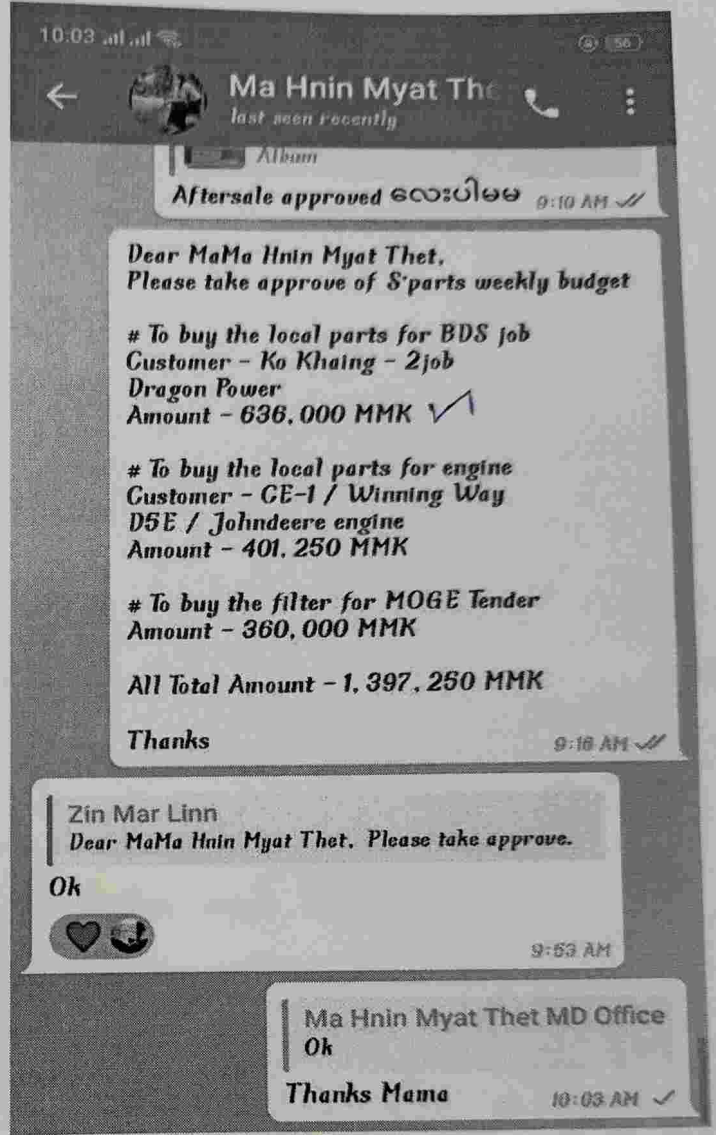 10:03
56
Ma Hnin Myat The
last seen recently
Album
Aftersale approved လေးပါမမ 9:10 AM
Dear MaMa Hnin Myat Thet,
Please take approve of S'parts weekly budget
# To buy the local parts for BDS job
Customer - Ko Khaing - 2job
Dragon Power
Amount - 636,000 MMK
# To buy the local parts for engine
Customer - CE-1 / Winning Way
D5E / Johndeere engine
Amount - 401,250 MMK
# To buy the filter for MOGE Tender
Amount - 360,000 MMK
All Total Amount - 1,397,250 MMK
Thanks
9:18 AM
Zin Mar Linn
Dear MaMa Hnin Myat Thet, Please take approve.
Ok
9:53 AM
Ma Hnin Myat Thet MD Office
Ok
Thanks Mama 10:03 AM